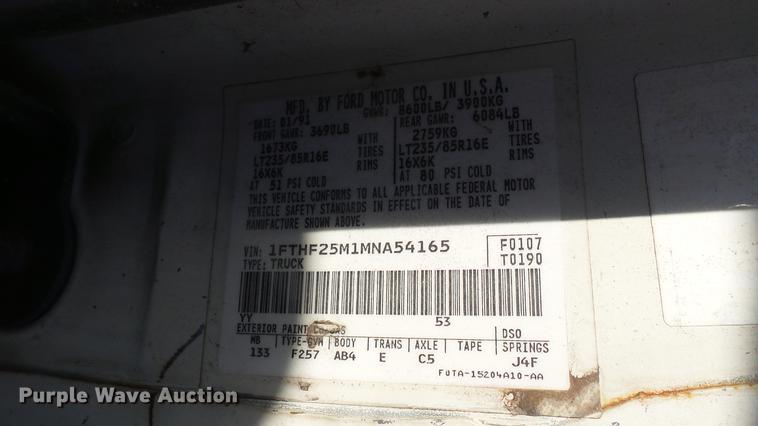 MFD. BY FORD MOTOR CO. IN U.S.A.
DATE: 01/91 GVWR: 8600LB/ 3900KG
FRONT GAWR: 3690LB REAR GAWR: 6084LB
1673KG WITH 2759KG WITH
LT235/85R16E TIRES LT235/85R16E TIRES
16X6K RIMS 16X6K RIMS
AT 51 PSI COLD AT 80 PSI COLD
THIS VEHICLE CONFORMS TO ALL APPLICABLE FEDERAL MOTOR
VEHICLE SAFETY STANDARDS IN EFFECT ON THE DATE OF
MANUFACTURE SHOWN ABOVE.
VIN: 1FTHF25M1MNA54165 F0107
TYPE: TRUCK T0190
YY 53
EXTERIOR PAINT COLORS DSO
WB TYPE-GVW BODY TRANS AXLE TAPE SPRINGS
133 F257 AB4 E C5 J4F
FOTA-15204A10-AA
Purple Wave Auction